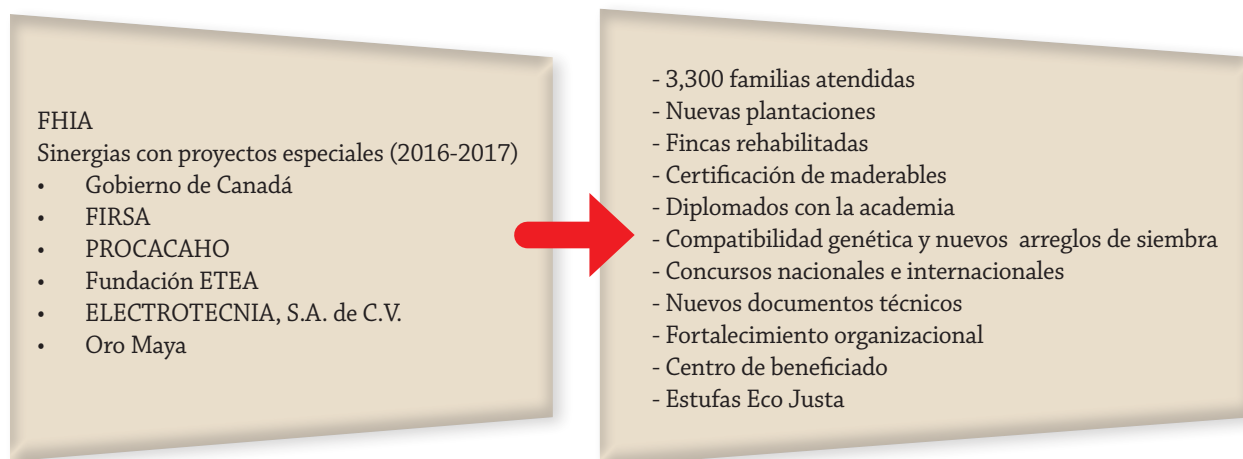 FHIA
Sinergias con proyectos especiales (2016-2017)
• Gobierno de Canadá
• FIRSA
• PROCACAHO
• Fundación ETEA
• ELECTROTECNIA, S.A. de C.V.
• Oro Maya
- 3,300 familias atendidas
- Nuevas plantaciones
- Fincas rehabilitadas
- Certificación de maderables
- Diplomados con la academia
- Compatibilidad genética y nuevos arreglos de siembra
- Concursos nacionales e internacionales
- Nuevos documentos técnicos
- Fortalecimiento organizacional
- Centro de beneficiado
- Estufas Eco Justa